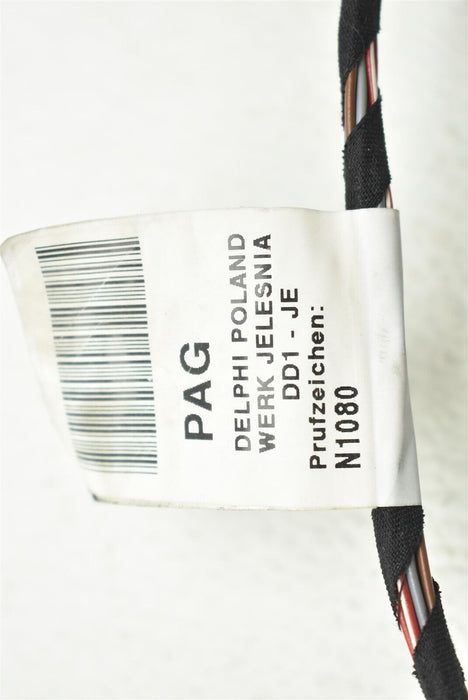 PAG
DELPHI POLAND
WERK JELESNIA
DD1 - JE
Prufzeichen:
N1080